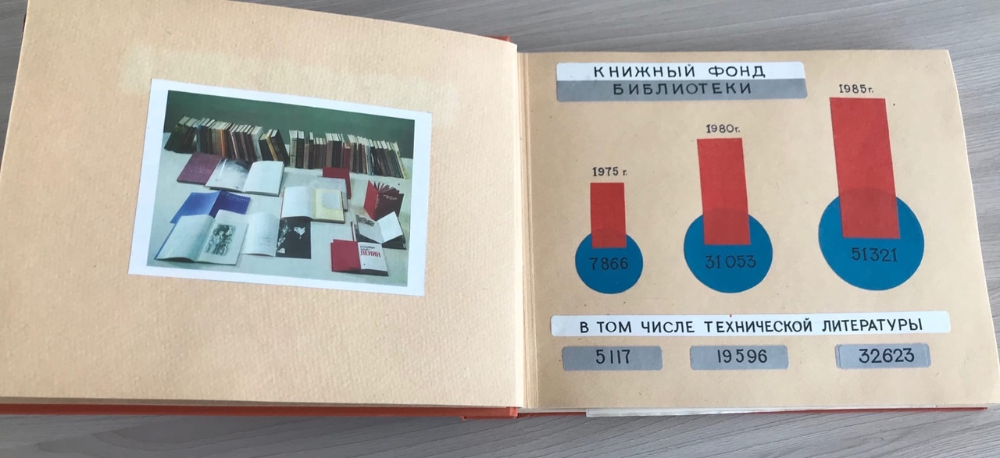 ЛЕНИН
КНИЖНЫЙ ФОНД
БИБЛИОТЕКИ
1975 г.
1980г.
1985г.
7866
31053
51321
В ТОМ ЧИСЛЕ ТЕХНИЧЕСКОЙ ЛИТЕРАТУРЫ
5117
19596
32623